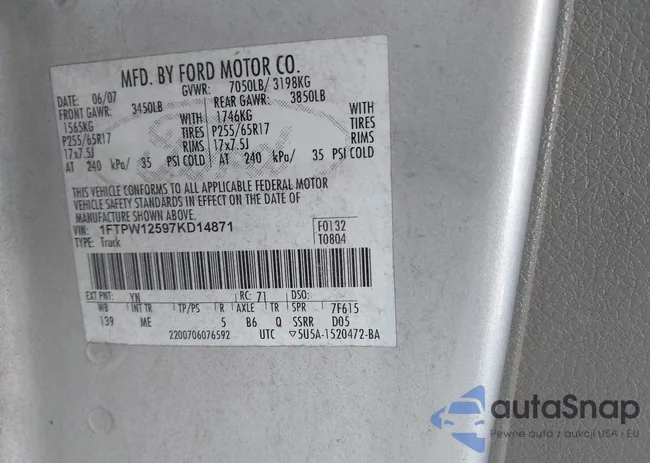 MFD. BY FORD MOTOR CO.
DATE: 06/07 GVWR: 7050LB/ 3198KG
FRONT GAWR: 3450LB REAR GAWR: 3850LB
1565KG WITH 1746KG WITH
P255/65R17 TIRES P255/65R17 TIRES
17x7.5J RIMS 17x7.5J RIMS
AT 240 kPa/ 35 PSI COLD AT 240 kPa/ 35 PSI COLD
THIS VEHICLE CONFORMS TO ALL APPLICABLE FEDERAL MOTOR
VEHICLE SAFETY STANDARDS IN EFFECT ON THE DATE OF
MANUFACTURE SHOWN ABOVE.
VIN: 1FTPW12597KD14871 F0132
TYPE: Truck T0804
EXT PNT: YN RC: 71 DSO:
WB INT TR TP/PS R AXLE TR SPR 7F615
139 ME 5 B6 Q SSRR D05
2200706076592 UTC ▽5U5A-1520472-BA
autaSnap
Pewne auta z aukcji USA i EU